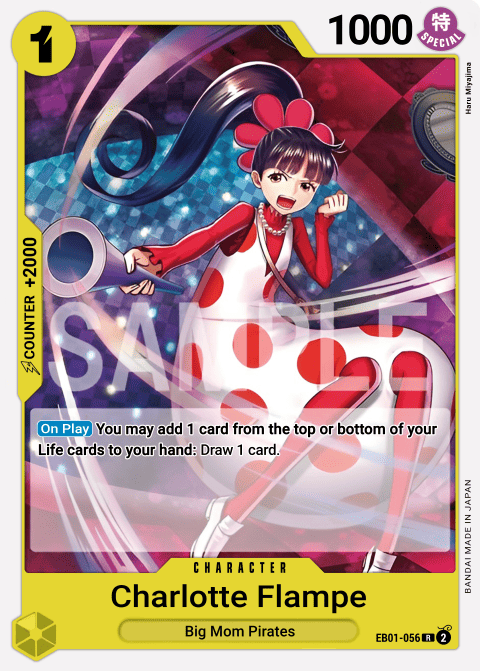 1
1000
特
SPECIAL
Haru Miyajima
COUNTER +2000
SAMPLE
On Play You may add 1 card from the top or bottom of your
Life cards to your hand: Draw 1 card.
BANDAI MADE IN JAPAN
CHARACTER
Charlotte Flampe
Big Mom Pirates
EB01-056 R 2